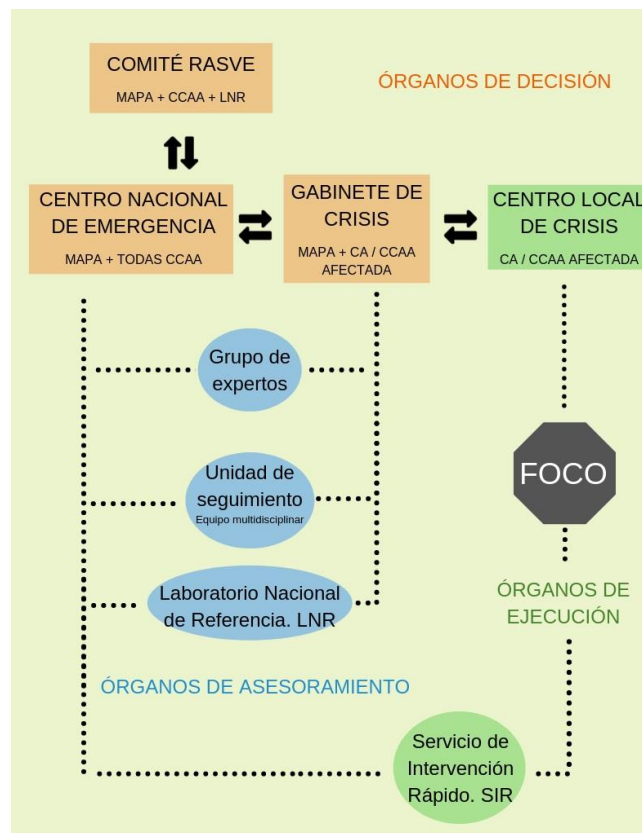 COMITÉ RASVE
MAPA + CCAA + LNR
ÓRGANOS DE DECISIÓN
CENTRO NACIONAL
DE EMERGENCIA
MAPA + TODAS CCAA
GABINETE DE
CRISIS
MAPA + CA / CCAA
AFECTADA
CENTRO LOCAL
DE CRISIS
CA / CCAA AFECTADA
Grupo de
expertos
Unidad de
seguimiento
Equipo multidisciplinar
FOCO
Laboratorio Nacional
de Referencia. LNR
ÓRGANOS DE
EJECUCIÓN
ÓRGANOS DE ASESORAMIENTO
Servicio de
Intervención
Rápido. SIR